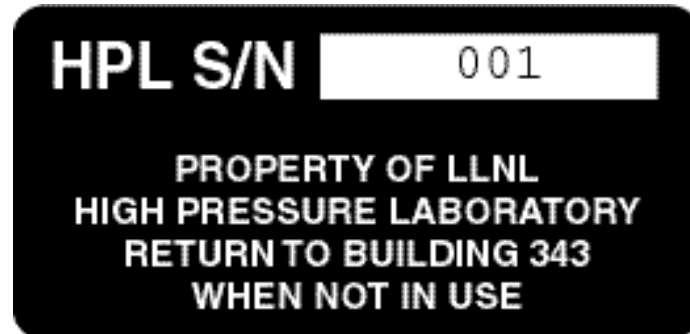 HPL S/N 001
PROPERTY OF LLNL
HIGH PRESSURE LABORATORY
RETURN TO BUILDING 343
WHEN NOT IN USE